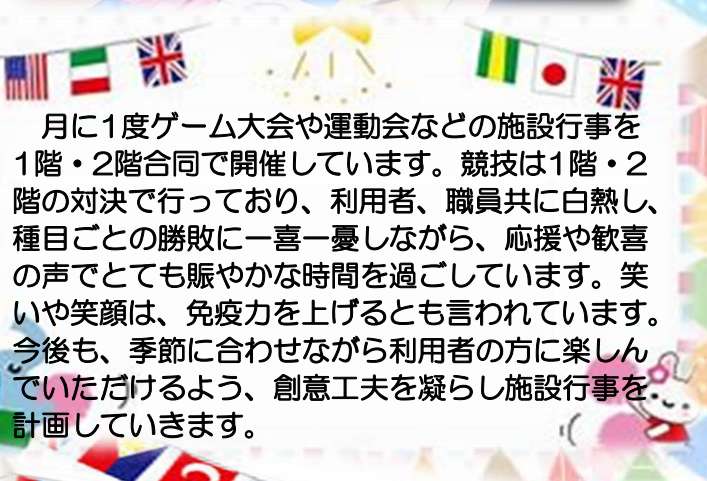 月に1度ゲーム大会や運動会などの施設行事を
1階・2階合同で開催しています。競技は1階・2
階の対決で行っており、利用者、職員共に白熱し、
種目ごとの勝敗に一喜一憂しながら、応援や歓喜
の声でとても賑やかな時間を過ごしています。笑
いや笑顔は、免疫力を上げるとも言われています。
今後も、季節に合わせながら利用者の方に楽しん
でいただけるよう、創意工夫を凝らし施設行事を
計画していきます。